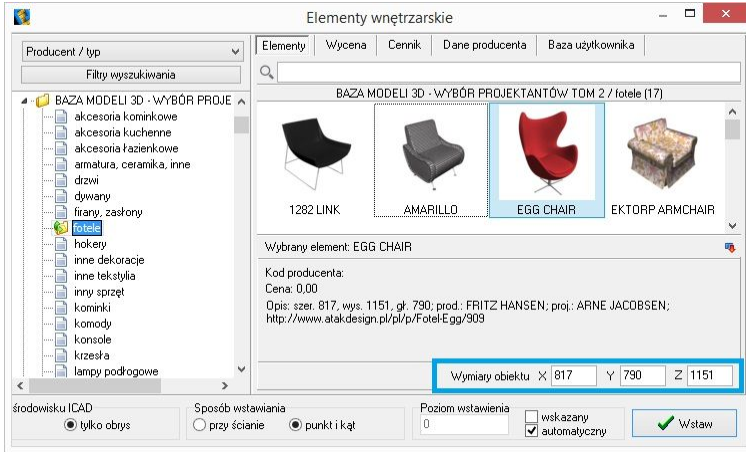 Elementy wnętrzarskie
Producent / typ
Filtry wyszukiwania
BAZA MODELI 3D - WYBÓR PROJE
akcesoria kominkowe
akcesoria kuchenne
akcesoria łazienkowe
armatura, ceramika, inne
drzwi
dywany
firany, zasłony
fotele
hokery
inne dekoracje
inne tekstylia
inny sprzęt
kominki
komody
konsole
krzesła
lampy podłogowe
Elementy Wycena Cennik Dane producenta Baza użytkownika
BAZA MODELI 3D - WYBÓR PROJEKTANTÓW TOM 2 / fotele (17)
1282 LINK AMARILLO EGG CHAIR EKTORP ARMCHAIR
Wybrany element: EGG CHAIR
Kod producenta:
Cena: 0,00
Opis: szer. 817, wys. 1151, gł. 790; prod.: FRITZ HANSEN; proj.: ARNE JACOBSEN;
http://www.atakdesign.pl/pl/p/Fotel-Egg/909
Wymiary obiektu X 817 Y 790 Z 1151
środowisku ICAD
tylko obrys
Sposób wstawiania
przy ścianie punkt i kąt
Poziom wstawienia
0
wskazany
automatyczny
Wstaw